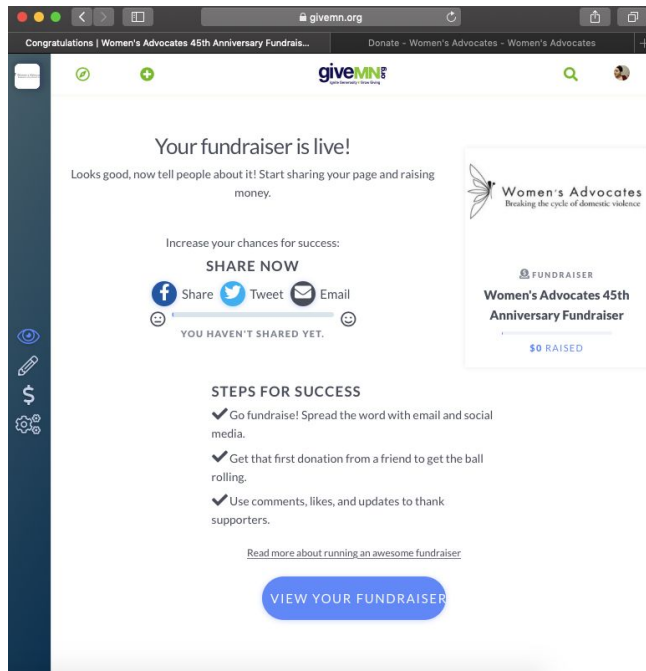 givemn.org
Congratulations | Women's Advocates 45th Anniversary Fundrais...
Donate - Women's Advocates - Women's Advocates
giveMN.org
Your fundraiser is live!
Looks good, now tell people about it! Start sharing your page and raising
money.
Increase your chances for success:
SHARE NOW
Share Tweet Email
YOU HAVEN'T SHARED YET.
Women's Advocates
Breaking the cycle of domestic violence
FUNDRAISER
Women's Advocates 45th
Anniversary Fundraiser
$0 RAISED
STEPS FOR SUCCESS
Go fundraise! Spread the word with email and social
media.
Get that first donation from a friend to get the ball
rolling.
Use comments, likes, and updates to thank
supporters.
Read more about running an awesome fundraiser
VIEW YOUR FUNDRAISER